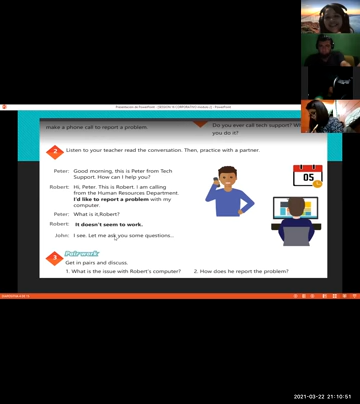 make a phone call to report a problem.
Do you ever call tech support?
you do it?
2 Listen to your teacher read the conversation. Then, practice with a partner.
Peter: Good morning, this is Peter from Tech
Support. How can I help you?
Robert: Hi, Peter. This is Robert. I am calling
from the Human Resources Department.
I'd like to report a problem with my
computer.
Peter: What is it,Robert?
Robert: It doesn't seem to work.
John: I see. Let me ask you some questions...
05
3 Pair work
Get in pairs and discuss.
1. What is the issue with Robert's computer?
2. How does he report the problem?
2021-03-22 21:10:51